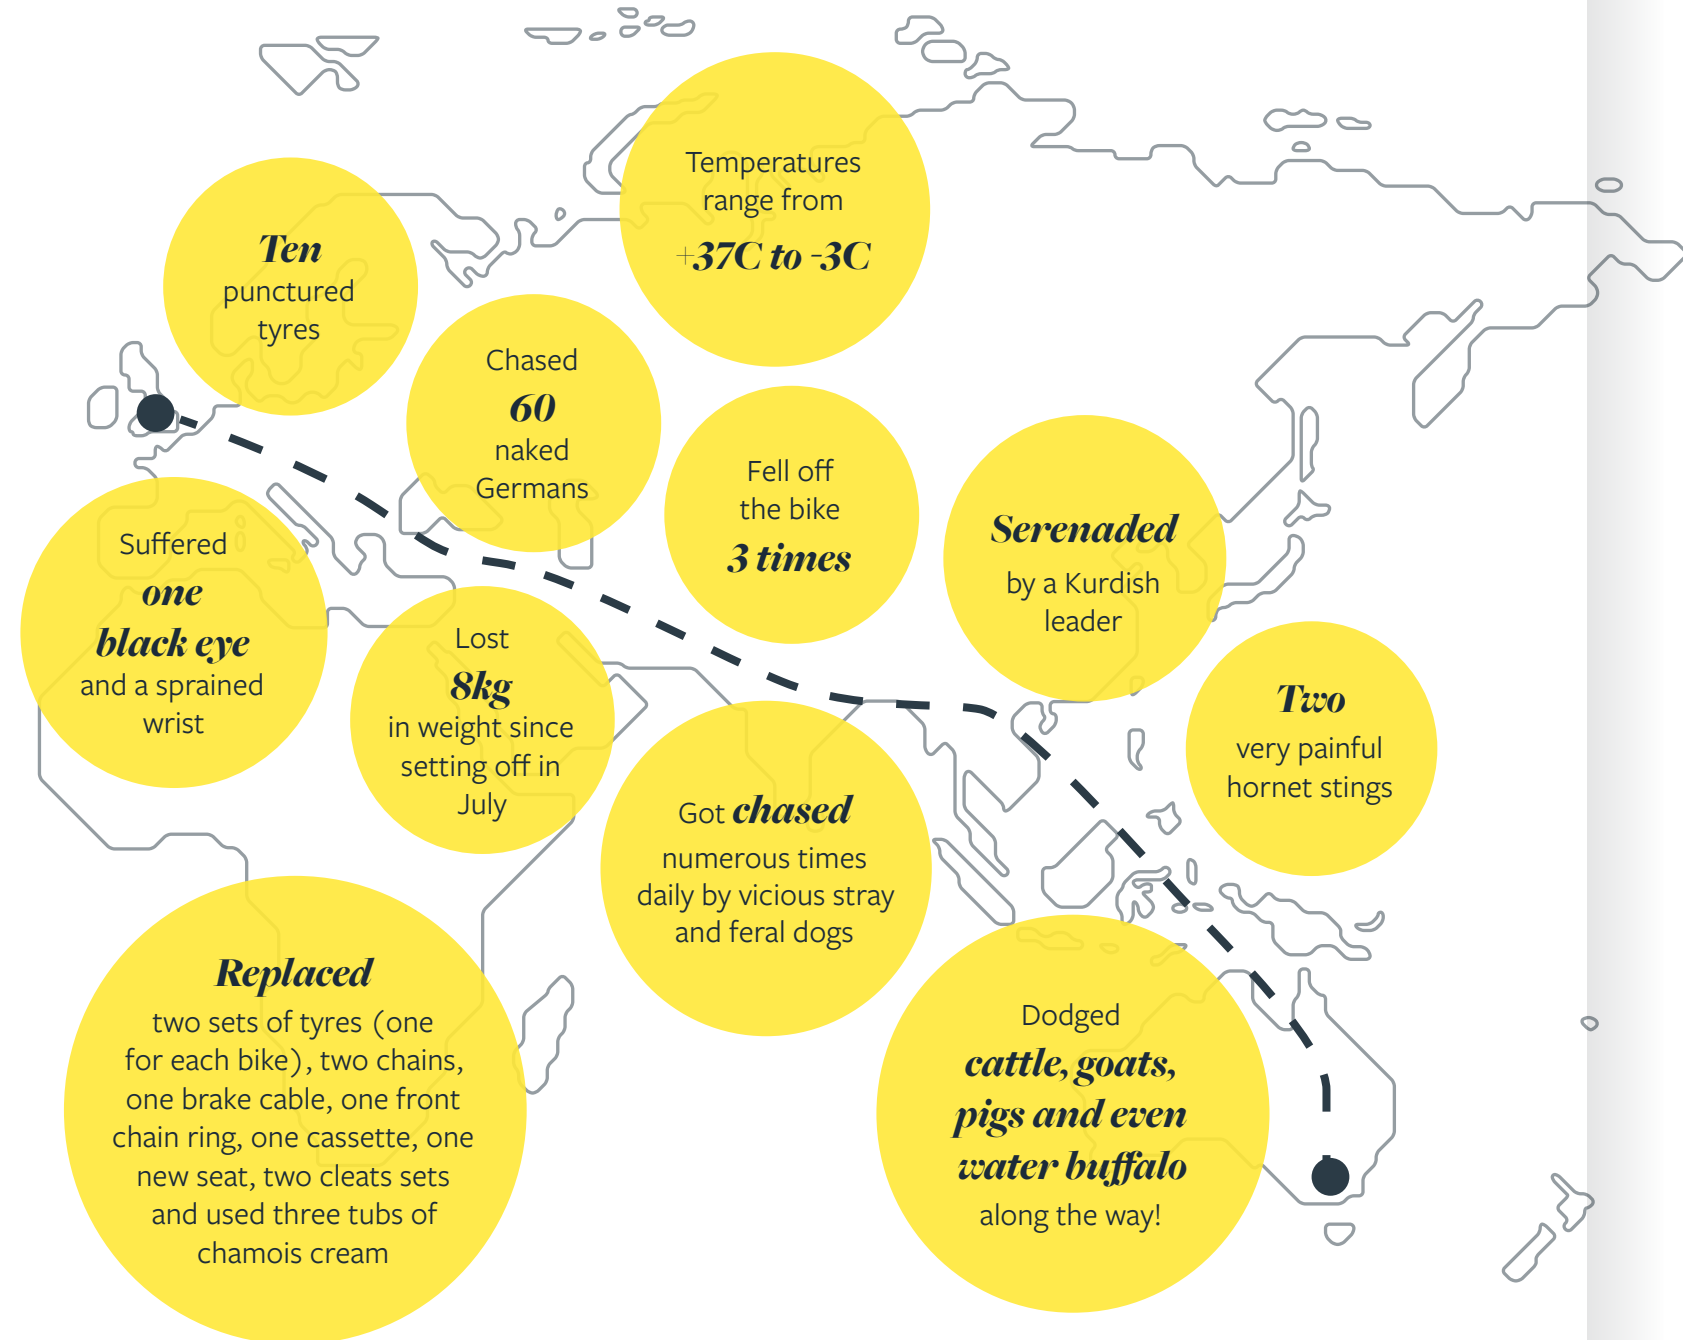 Temperatures
range from
+37C to -3C
Ten
punctured
tyres
Chased
60
naked
Germans
Fell off
the bike
3 times
Serenaded
by a Kurdish
leader
Suffered
one
black eye
and a sprained
wrist
Lost
8kg
in weight since
setting off in
July
Two
very painful
hornet stings
Got chased
numerous times
daily by vicious stray
and feral dogs
Replaced
two sets of tyres (one
for each bike), two chains,
one brake cable, one front
chain ring, one cassette, one
new seat, two cleats sets
and used three tubs of
chamois cream
Dodged
cattle, goats,
pigs and even
water buffalo
along the way!